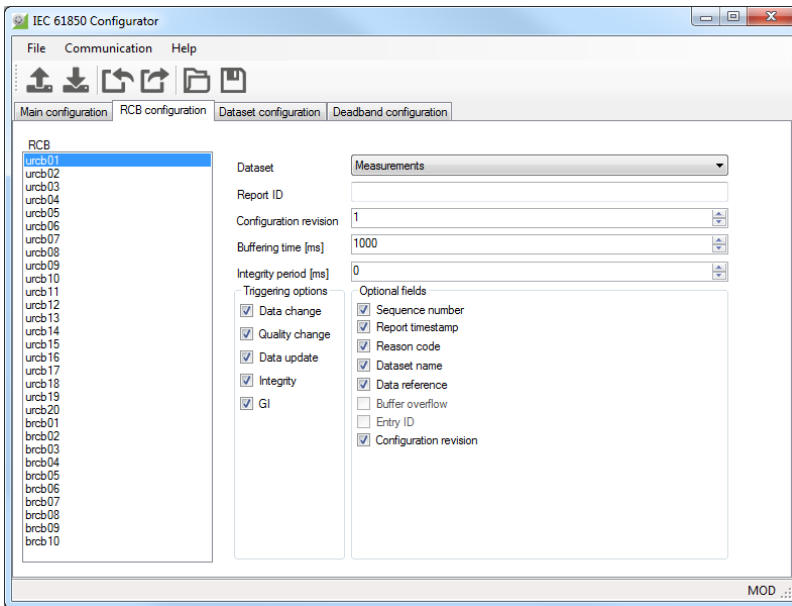 IEC 61850 Configurator
File Communication Help
Main configuration RCB configuration Dataset configuration Deadband configuration
RCB
urcb01
urcb02
urcb03
urcb04
urcb05
urcb06
urcb07
urcb08
urcb09
urcb10
urcb11
urcb12
urcb13
urcb14
urcb15
urcb16
urcb17
urcb18
urcb19
urcb20
brcb01
brcb02
brcb03
brcb04
brcb05
brcb06
brcb07
brcb08
brcb09
brcb10
Dataset Measurements
Report ID
Configuration revision 1
Buffering time [ms] 1000
Integrity period [ms] 0
Triggering options
Data change
Quality change
Data update
Integrity
GI
Optional fields
Sequence number
Report timestamp
Reason code
Dataset name
Data reference
Buffer overflow
Entry ID
Configuration revision
MOD